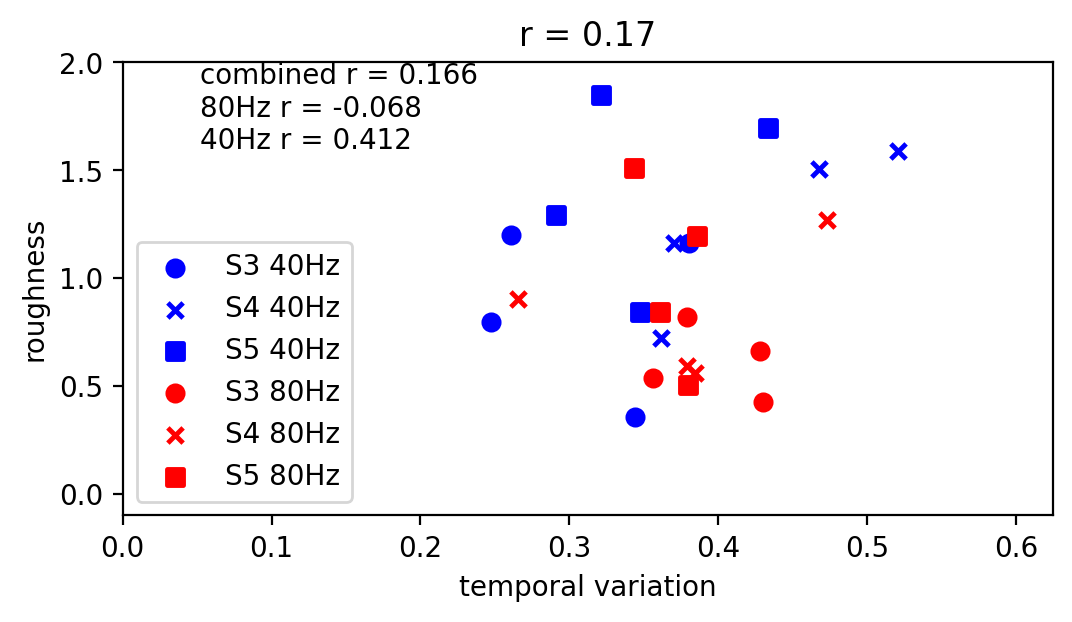 r = 0.17
combined r = 0.166
80Hz r = -0.068
40Hz r = 0.412
2.0
1.5
1.0
0.5
0.0
roughness
S3 40Hz
S4 40Hz
S5 40Hz
S3 80Hz
S4 80Hz
S5 80Hz
0.0 0.1 0.2 0.3 0.4 0.5 0.6
temporal variation